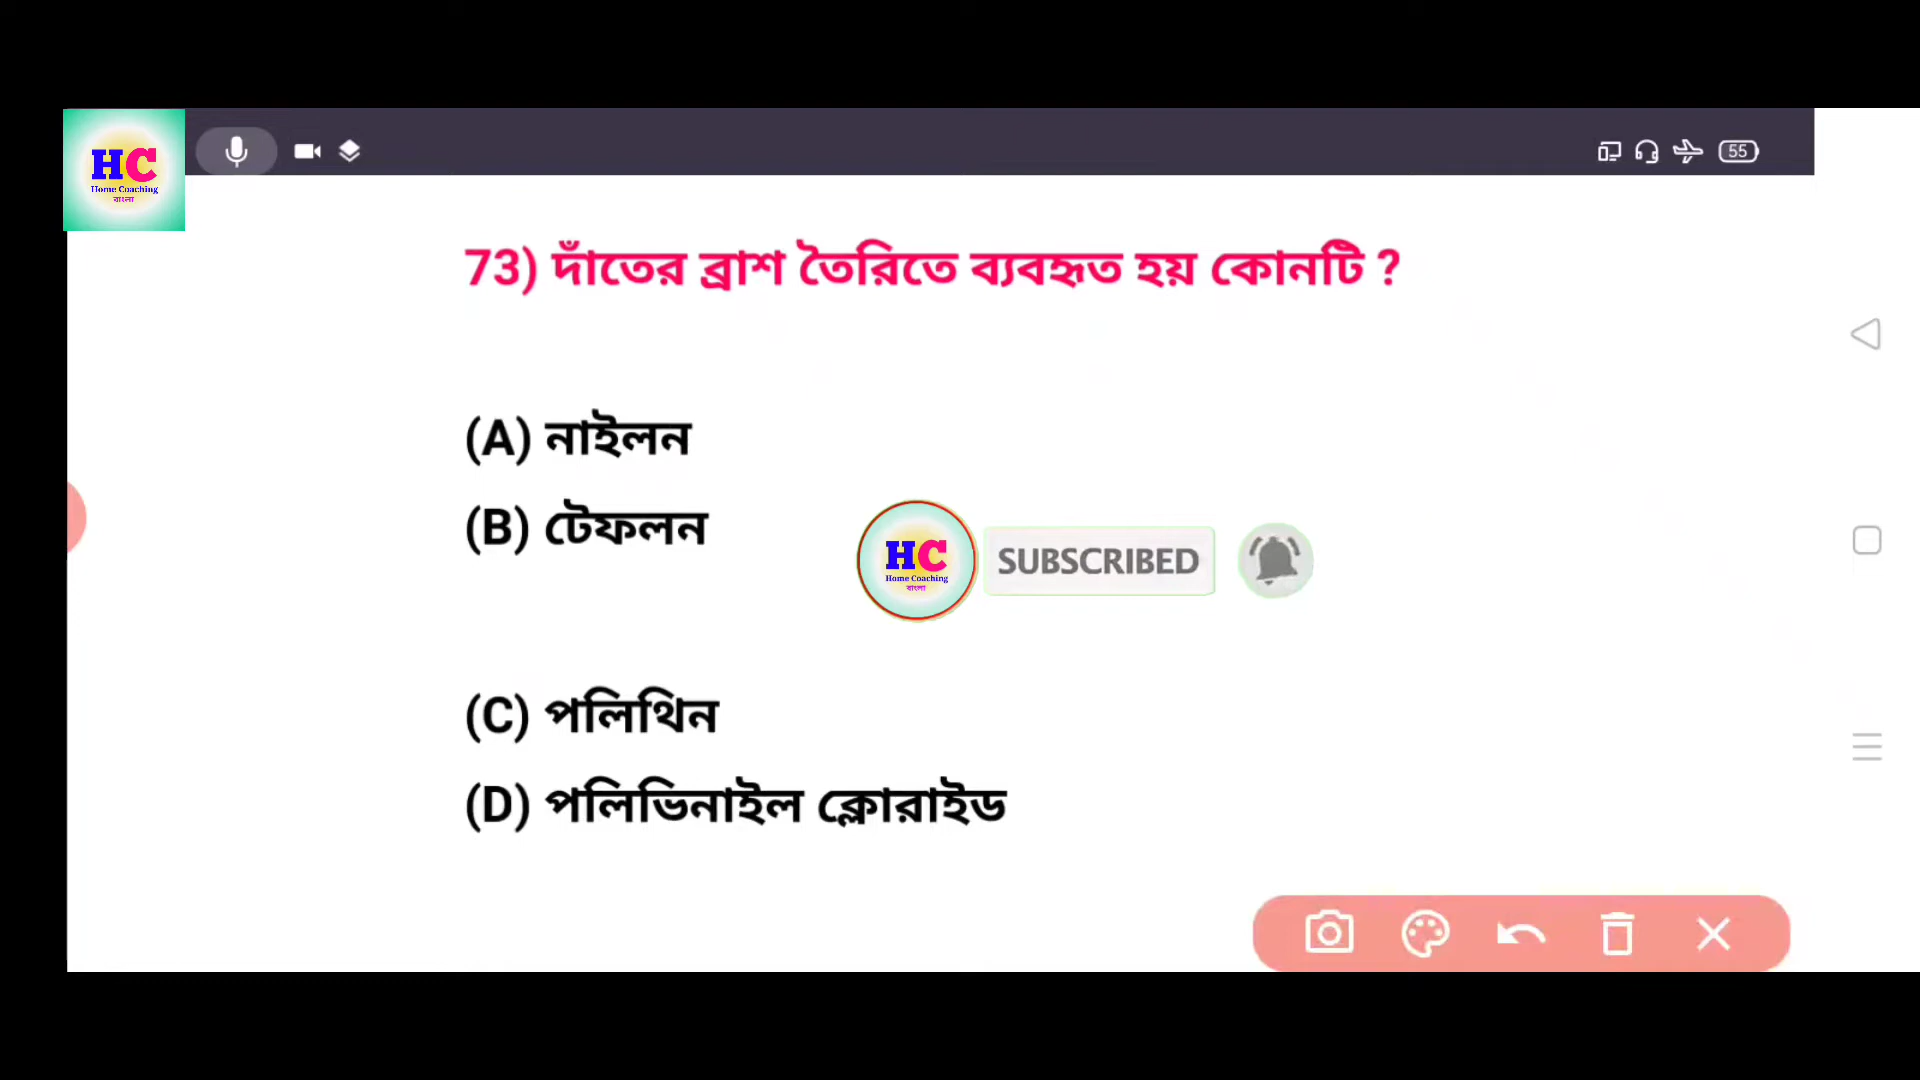 HC
Home Coaching
বাংলা
55
73) দাঁতের ব্রাশ তৈরিতে ব্যবহৃত হয় কোনটি ?
(A) নাইলন
(B) টেফলন
HC
Home Coaching
বাংলা
SUBSCRIBED
(C) পলিথিন
(D) পলিভিনাইল ক্লোরাইড